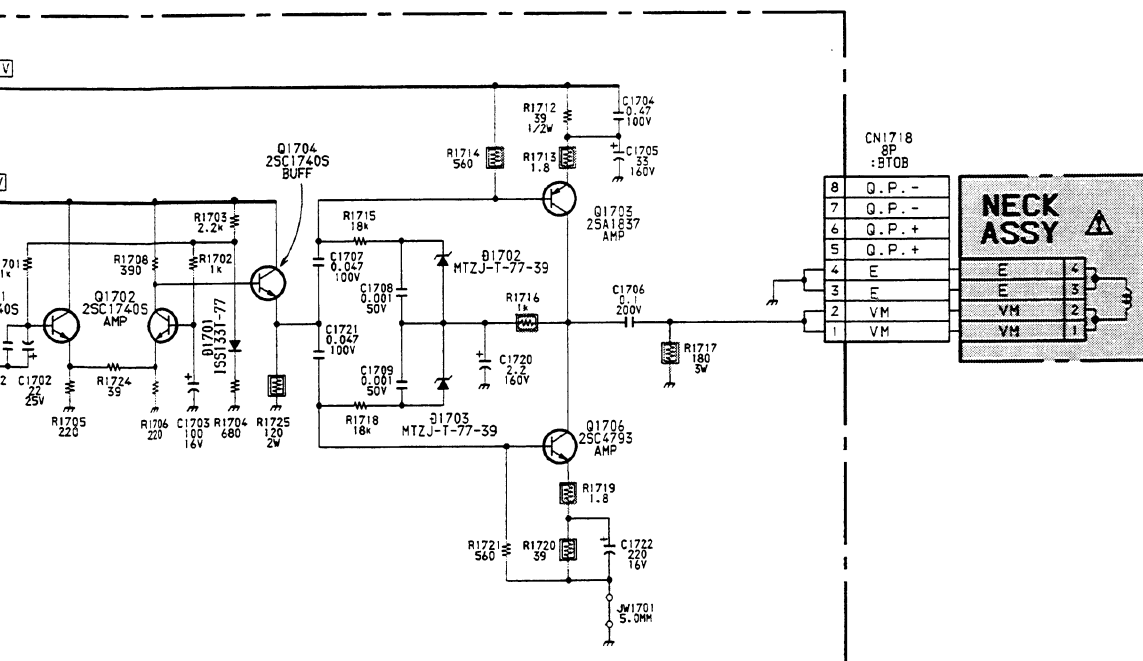 V
C1704
0.47
100V
R1712
39
1/2W
C1705
33
160V
R1714
560
R1713
1.8
Q1704
2SC1740S
BUFF
CN1718
8P
:BTOB
8 Q.P.-
7 Q.P.-
6 Q.P.+
5 Q.P.+
4 E
3 E
2 VM
1 VM
NECK
ASSY
E 4
E 3
VM 2
VM 1
V
R1703
2.2k
R1715
18k
Q1703
2SA1837
AMP
1701
1k
R1708
390
R1702
1k
C1707
0.047
100V
D1702
MTZJ-T-77-39
C1708
0.001
50V
R1716
1k
C1706
0.1
200V
1
40S
Q1702
2SC1740S
AMP
D1701
1SS133T-77
C1721
0.047
100V
C1720
2.2
160V
R1717
180
3W
2
C1702
22
25V
R1724
39
C1709
0.001
50V
R1705
220
R1706
220
C1703
100
16V
R1704
680
R1725
120
2W
R1718
18k
D1703
MTZJ-T-77-39
Q1706
2SC4793
AMP
R1719
1.8
R1721
560
R1720
39
C1722
220
16V
JW1701
5.0MM